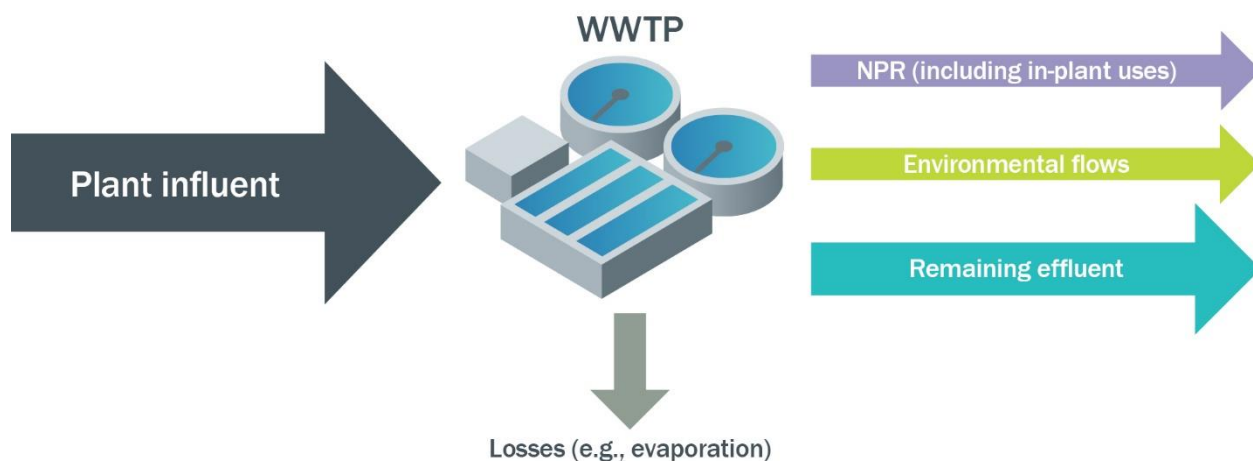 WWTP
Plant influent
NPR (including in-plant uses)
Environmental flows
Remaining effluent
Losses (e.g., evaporation)